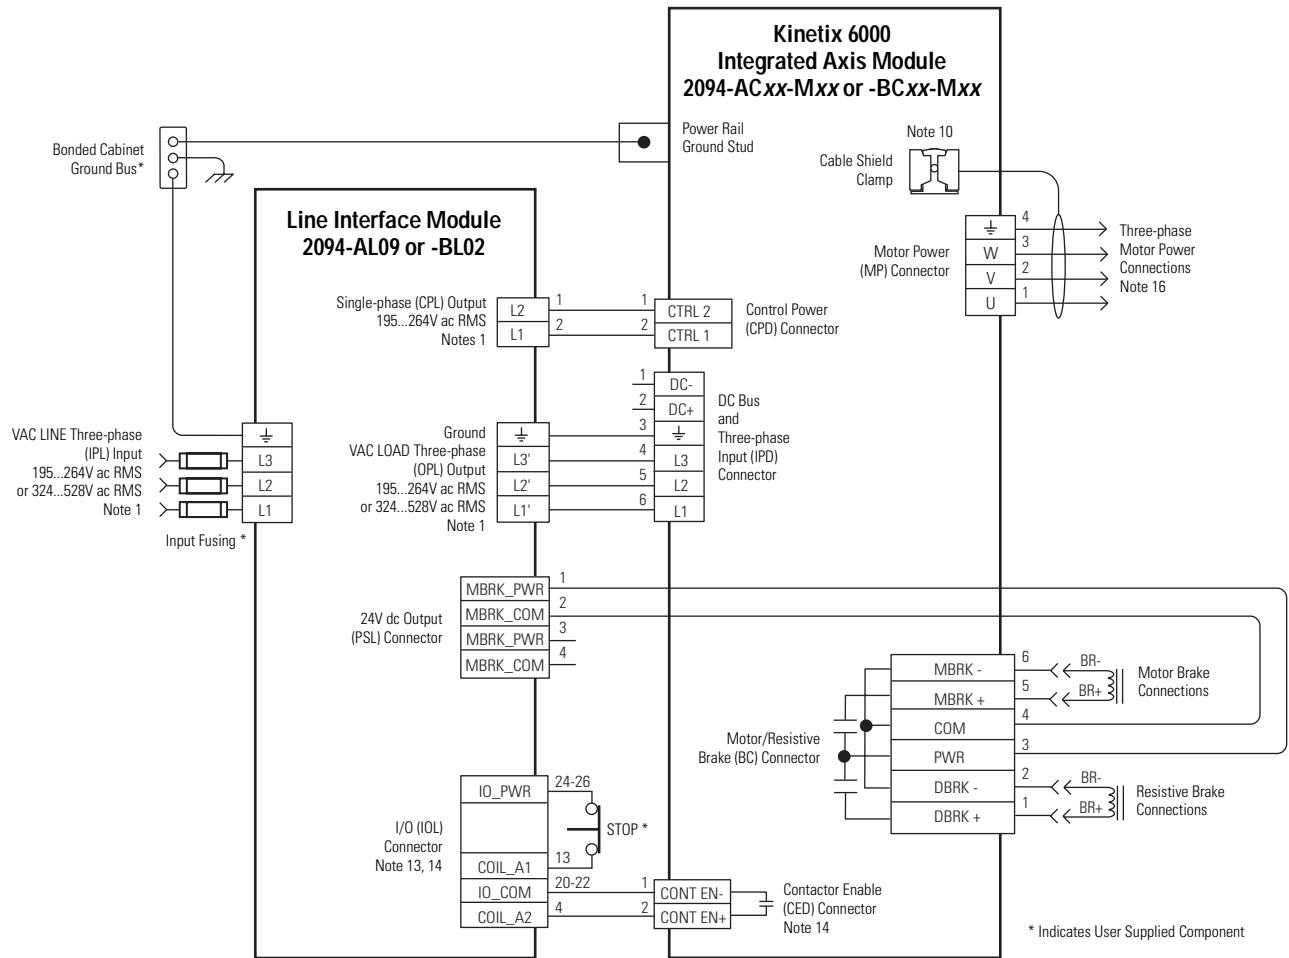 Kinetix 6000
Integrated Axis Module
2094-ACxx-Mxx or -BCxx-Mxx
Bonded Cabinet
Ground Bus*
Power Rail
Ground Stud
Note 10
Cable Shield
Clamp
Line Interface Module
2094-AL09 or -BL02
Motor Power
(MP) Connector
4
W
3
V
2
U
1
Three-phase
Motor Power
Connections
Note 16
Single-phase (CPL) Output
195...264V ac RMS
Notes 1
L2
1
L1
2
1
CTRL 2
2
CTRL 1
Control Power
(CPD) Connector
VAC LINE Three-phase
(IPL) Input
195...264V ac RMS
or 324...528V ac RMS
Note 1
L3
L2
L1
Input Fusing *
Ground
VAC LOAD Three-phase
(OPL) Output
195...264V ac RMS
or 324...528V ac RMS
Note 1
L3'
L2'
L1'
1
DC-
2
DC+
3
4
L3
5
L2
6
L1
DC Bus
and
Three-phase
Input (IPD)
Connector
24V dc Output
(PSL) Connector
MBRK_PWR
1
MBRK_COM
2
MBRK_PWR
3
MBRK_COM
4
Motor/Resistive
Brake (BC) Connector
MBRK -
6
MBRK +
5
COM
4
PWR
3
DBRK -
2
DBRK +
1
BR-
BR+
Motor Brake
Connections
BR-
BR+
Resistive Brake
Connections
I/O (IOL)
Connector
Note 13, 14
IO_PWR
24-26
STOP *
COIL_A1
13
IO_COM
20-22
COIL_A2
4
1
CONT EN-
2
CONT EN+
Contactor Enable
(CED) Connector
Note 14
* Indicates User Supplied Component